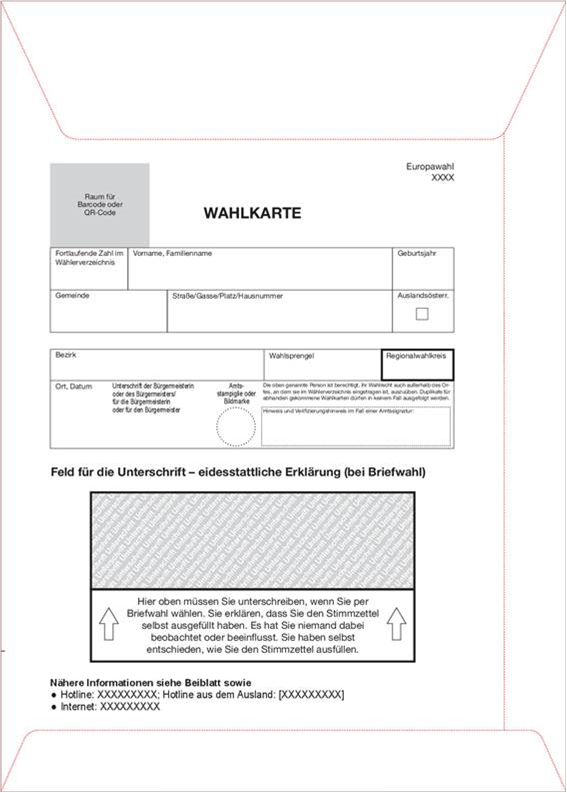 Europawahl
XXXX
Raum für
Barcode oder
QR-Code
WAHLKARTE
Fortlaufende Zahl im
Wählerverzeichnis
Vorname, Familienname
Geburtsjahr
Gemeinde
Straße/Gasse/Platz/Hausnummer
Auslandsösterr.
Bezirk
Wahlsprengel
Regionalwahlkreis
Ort, Datum
Unterschrift der Bürgermeisterin
oder des Bürgermeisters/
für die Bürgermeisterin
oder für den Bürgermeister
Amts-
stampiglie oder
Bildmarke
Die oben genannte Person ist berechtigt, ihr Wahlrecht auch außerhalb des Or-
tes, an dem sie im Wählerverzeichnis eingetragen ist, auszuüben. Duplikate für
abhanden gekommene Wahlkarten dürfen in keinem Fall ausgefolgt werden.
Hinweis und Verifizierungshinweis im Fall einer Amtssignatur:
Feld für die Unterschrift – eidesstattliche Erklärung (bei Briefwahl)
Hier oben müssen Sie unterschreiben, wenn Sie per
Briefwahl wählen. Sie erklären, dass Sie den Stimmzettel
selbst ausgefüllt haben. Es hat Sie niemand dabei
beobachtet oder beeinflusst. Sie haben selbst
entschieden, wie Sie den Stimmzettel ausfüllen.
Nähere Informationen siehe Beiblatt sowie
● Hotline: XXXXXXXXX; Hotline aus dem Ausland: [XXXXXXXXX]
● Internet: XXXXXXXXX